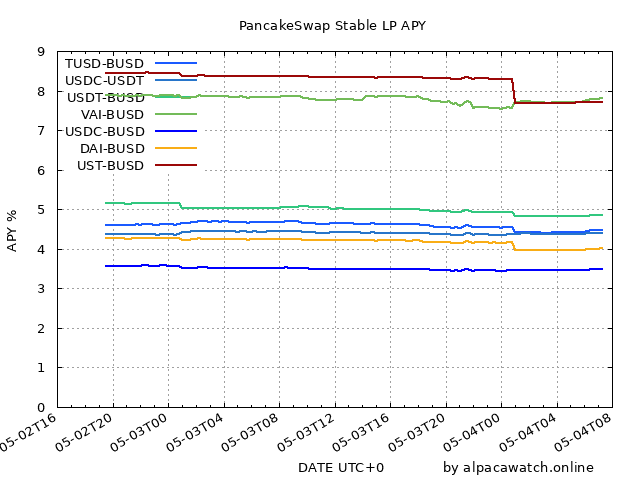 PancakeSwap Stable LP APY
APY %
9
8
7
6
5
4
3
2
1
0
TUSD-BUSD
USDC-USDT
USDT-BUSD
VAI-BUSD
USDC-BUSD
DAI-BUSD
UST-BUSD
05-02T16
05-02T20
05-03T00
05-03T04
05-03T08
05-03T12
05-03T16
05-03T20
05-04T00
05-04T04
05-04T08
DATE UTC+0
by alpacawatch.online